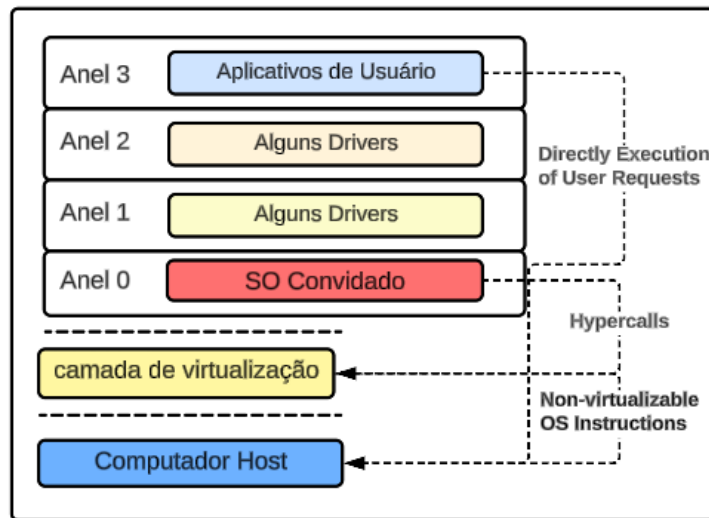 Anel 3
Aplicativos de Usuário
Anel 2
Alguns Drivers
Directly Execution
of User Requests
Anel 1
Alguns Drivers
Anel 0
SO Convidado
Hypercalls
camada de virtualização
Non-virtualizable
OS Instructions
Computador Host